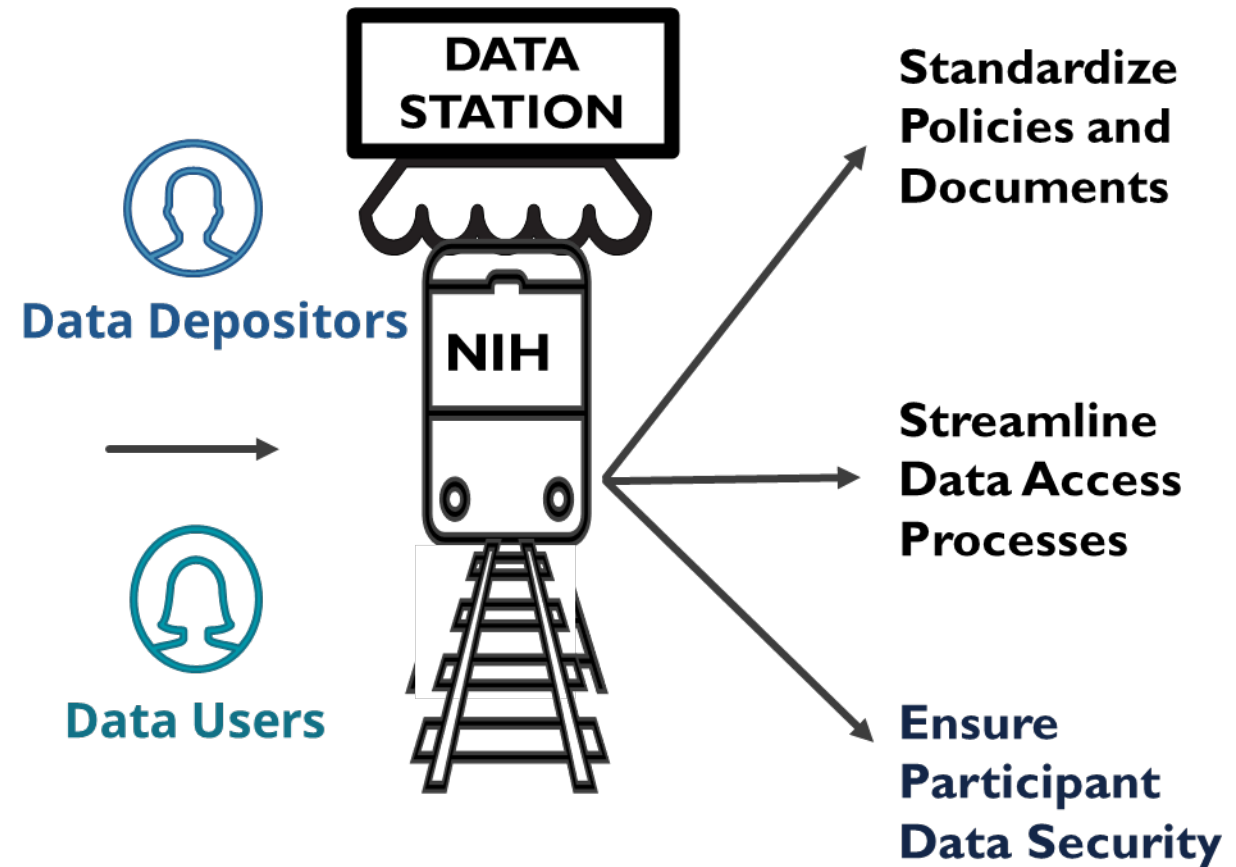 DATA
STATION
Data Depositors
NIH
Data Users
Standardize
Policies and
Documents
Streamline
Data Access
Processes
Ensure
Participant
Data Security